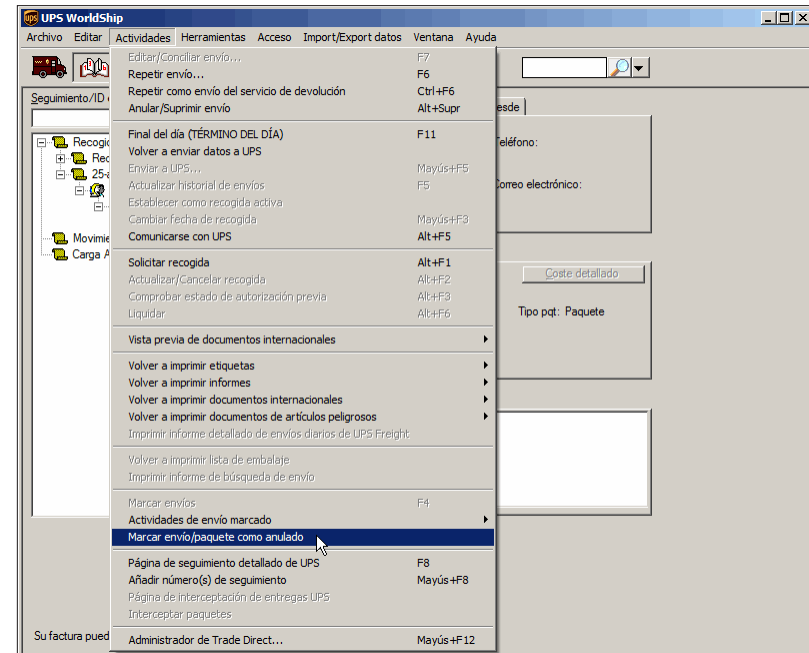 UPS WorldShip
Archivo Editar Actividades Herramientas Acceso Import/Export datos Ventana Ayuda
Seguimiento/ID
Editar/Conciliar envío... F7
Repetir envío... F6
Repetir como envío del servicio de devolución Ctrl+F6
Anular/Suprimir envío Alt+Supr
Final del día (TÉRMINO DEL DÍA) F11
Volver a enviar datos a UPS
Enviar a UPS... Mayús+F5
Actualizar historial de envíos F5
Establecer como recogida activa
Cambiar fecha de recogida Mayús+F3
Comunicarse con UPS Alt+F5
Solicitar recogida Alt+F1
Actualizar/Cancelar recogida Alt+F2
Comprobar estado de autorización previa Alt+F3
Liquidar Alt+F6
Vista previa de documentos internacionales
Volver a imprimir etiquetas
Volver a imprimir informes
Volver a imprimir documentos internacionales
Volver a imprimir documentos de artículos peligrosos
Imprimir informe detallado de envíos diarios de UPS Freight
Volver a imprimir lista de embalaje
Imprimir informe de búsqueda de envío
Marcar envíos F4
Actividades de envío marcado
Marcar envío/paquete como anulado
Página de seguimiento detallado de UPS F8
Añadir número(s) de seguimiento Mayús+F8
Página de interceptación de entregas UPS
Interceptar paquetes
Administrador de Trade Direct... Mayús+F12
Recogi
Rec
25-a
Movimie
Carga A
Su factura pued
esde
Teléfono:
Correo electrónico:
Coste detallado
Tipo pqt: Paquete